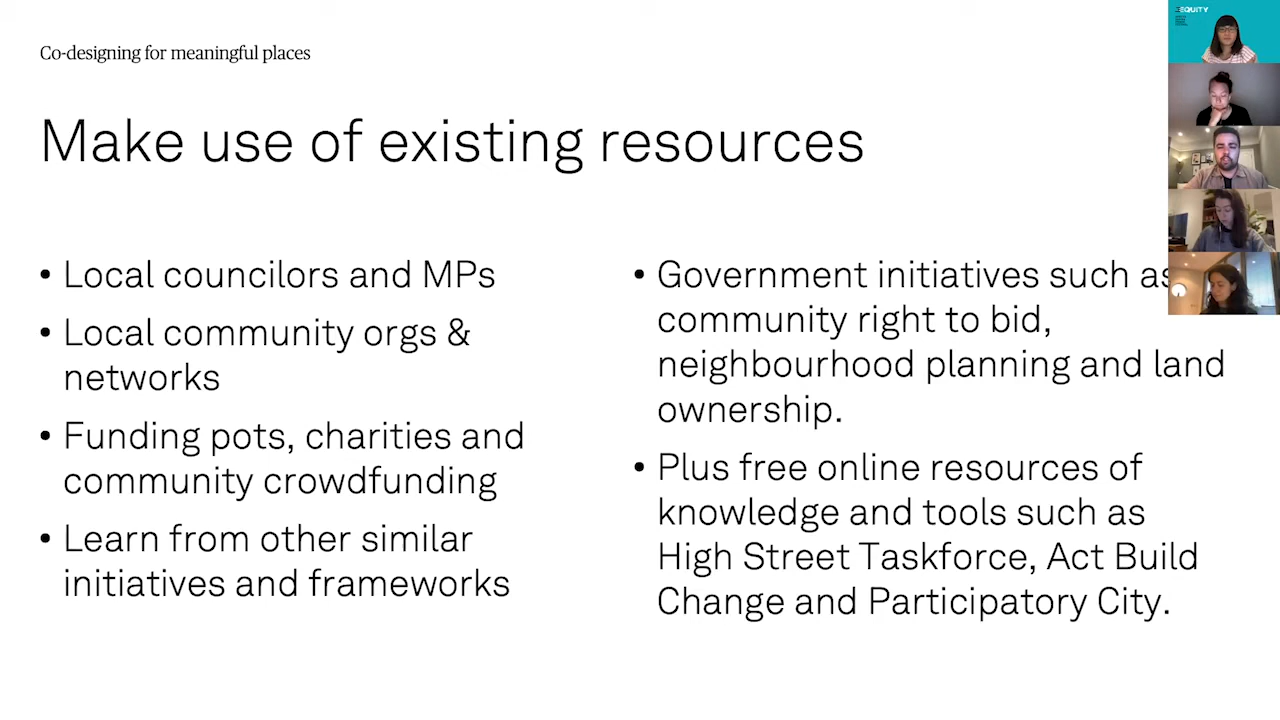 Co-designing for meaningful places
Make use of existing resources
• Local councilors and MPs
• Local community orgs &
networks
• Funding pots, charities and
community crowdfunding
• Learn from other similar
initiatives and frameworks
• Government initiatives such as
community right to bid,
neighbourhood planning and land
ownership.
• Plus free online resources of
knowledge and tools such as
High Street Taskforce, Act Build
Change and Participatory City.
EQUITY